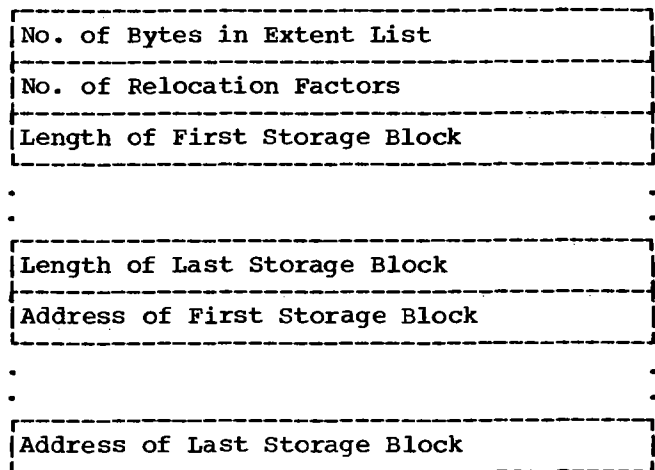 No. of Bytes in Extent List
No. of Relocation Factors
Length of First Storage Block
Length of Last Storage Block
Address of First Storage Block
Address of Last Storage Block